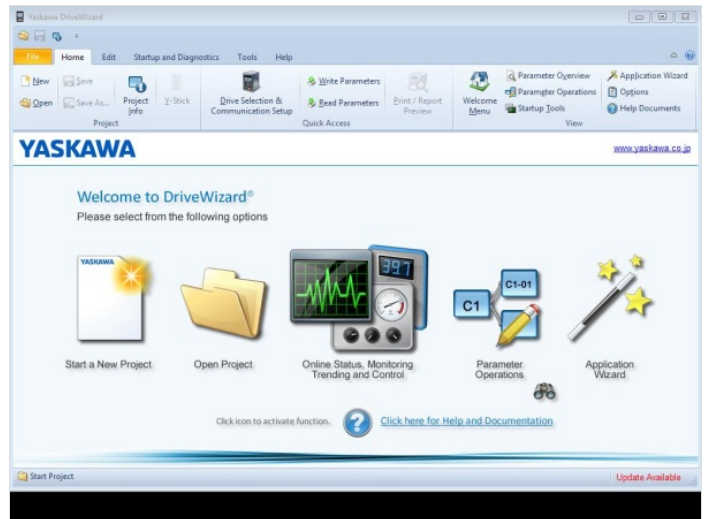 Yaskawa DriveWizard
File Home Edit Startup and Diagnostics Tools Help
New Save
Open Save As...
Project Info
Y-Stick
Project
Drive Selection & Communication Setup
Write Parameters
Read Parameters
Print / Report Preview
Quick Access
Welcome Menu
Parameter Overview
Parameter Operations
Startup Tools
Application Wizard
Options
Help Documents
View
YASKAWA
www.yaskawa.co.jp
Welcome to DriveWizard®
Please select from the following options
YASKAWA
39.7
C1
C1-01
Start a New Project
Open Project
Online Status, Monitoring
Trending and Control
Parameter
Operations
Application
Wizard
Click icon to activate function.
Click here for Help and Documentation
Start Project
Update Available